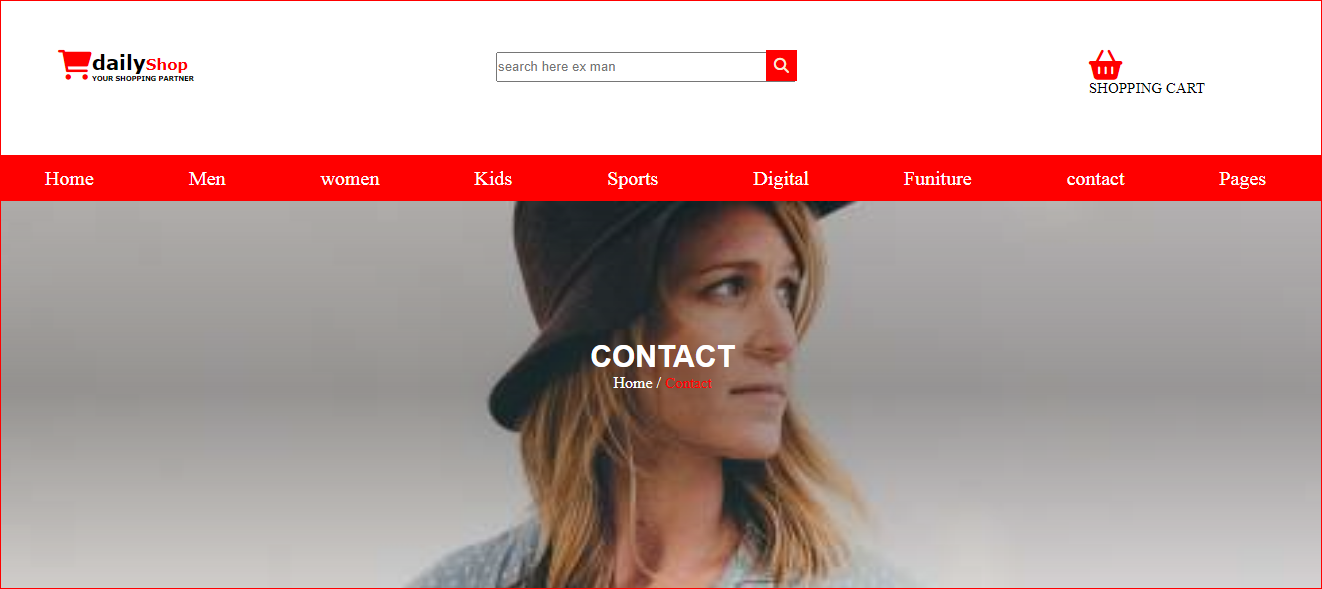 dailyShop
YOUR SHOPPING PARTNER
search here ex man
SHOPPING CART
Home Men women Kids Sports Digital Funiture contact Pages
CONTACT
Home / Contact